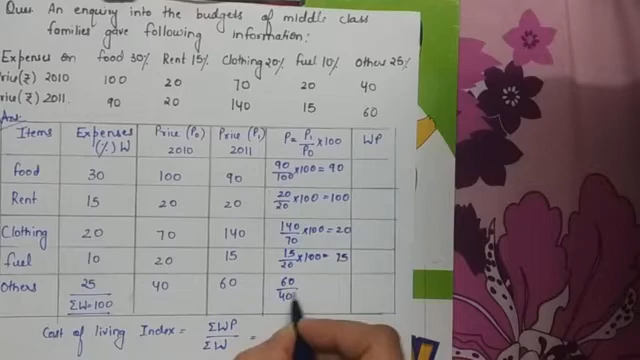 Ques: An enquiry into the budgets of middle class
families gave following
information:
Expenses on food 30% Rent 15% Clothing 20% Fuel 10% Others 25%
rice(₹) 2010 100 20 70 20 40
rice(₹) 2011 90 20 140 15 60
Ans:
Items Expenses (%) W Price (P₀) 2010 Price (P₁) 2011 P = P₁/P₀ × 100 WP
food 30 100 90 90/100 × 100 = 90
Rent 15 20 20 20/20 × 100 = 100
Clothing 20 70 140 140/70 × 100 = 20
fuel 10 20 15 15/20 × 100 = 75
Others 25 40 60 60/40
ΣW=100
Cost of living Index = ΣWP/ΣW =